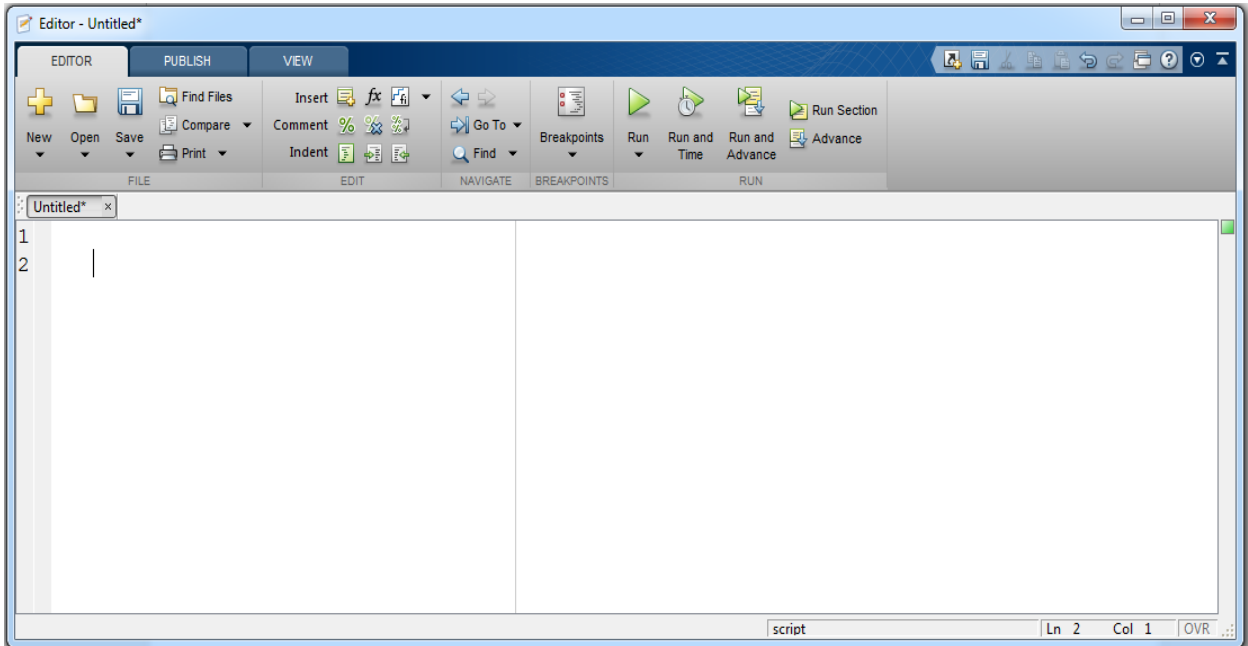 Editor - Untitled*
EDITOR PUBLISH VIEW
New Open Save Find Files Compare Print
FILE
Insert fx fi
Comment % % %
Indent
EDIT
Go To
Find
NAVIGATE
Breakpoints
BREAKPOINTS
Run Run and Time Run and Advance Run Section Advance
RUN
Untitled* ×
1
2
script Ln 2 Col 1 OVR